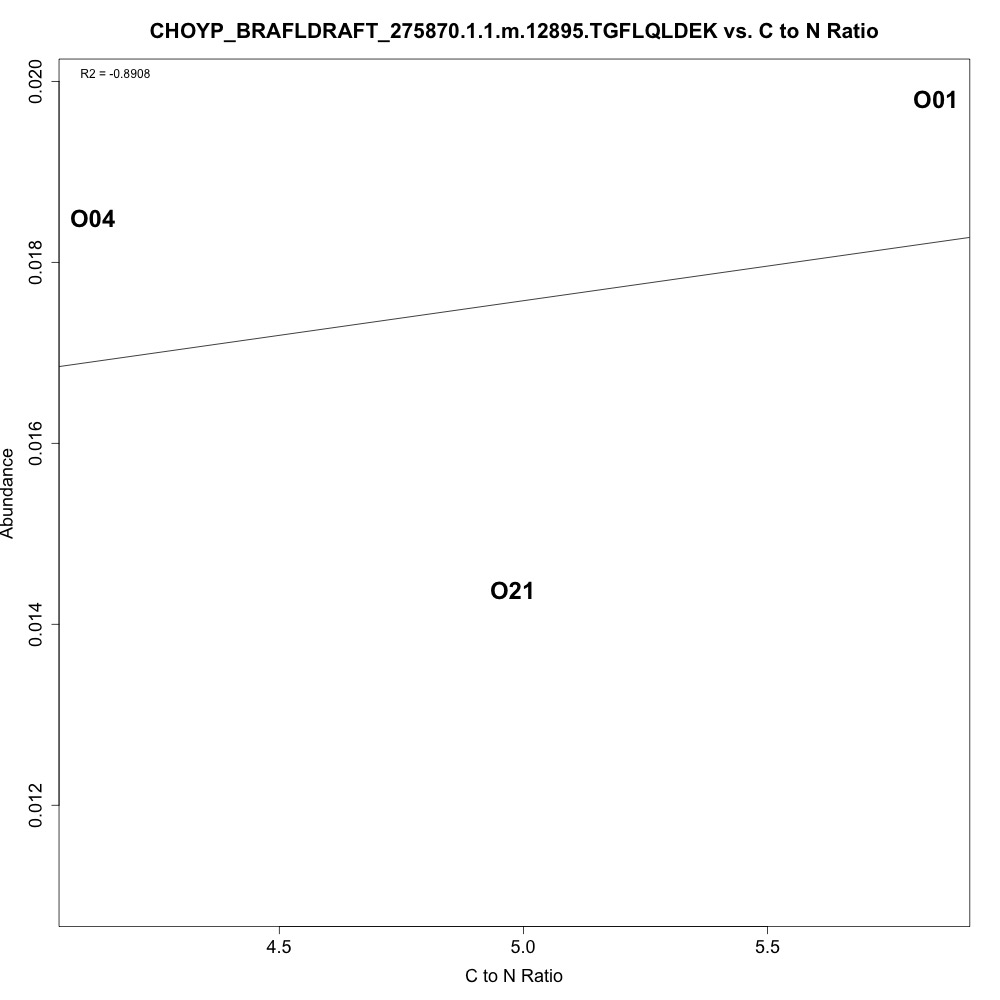 CHOYP_BRAFLDRAFT_275870.1.1.m.12895.TGFLQLDEK vs. C to N Ratio
R2 = -0.8908
O01
O04
O21
Abundance
0.020
0.018
0.016
0.014
0.012
4.5 5.0 5.5
C to N Ratio